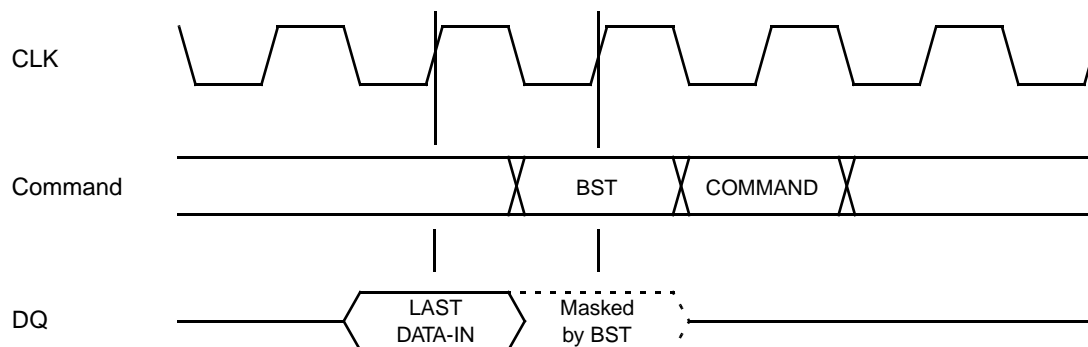 CLK
Command
BST
COMMAND
DQ
LAST
DATA-IN
Masked
by BST